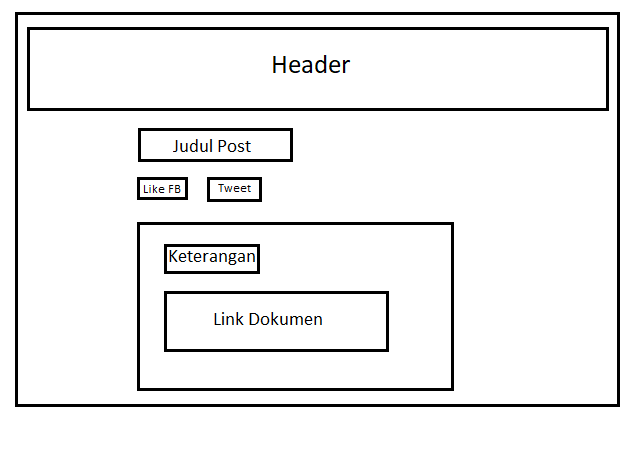 Header
Judul Post
Like FB
Tweet
Keterangan
Link Dokumen